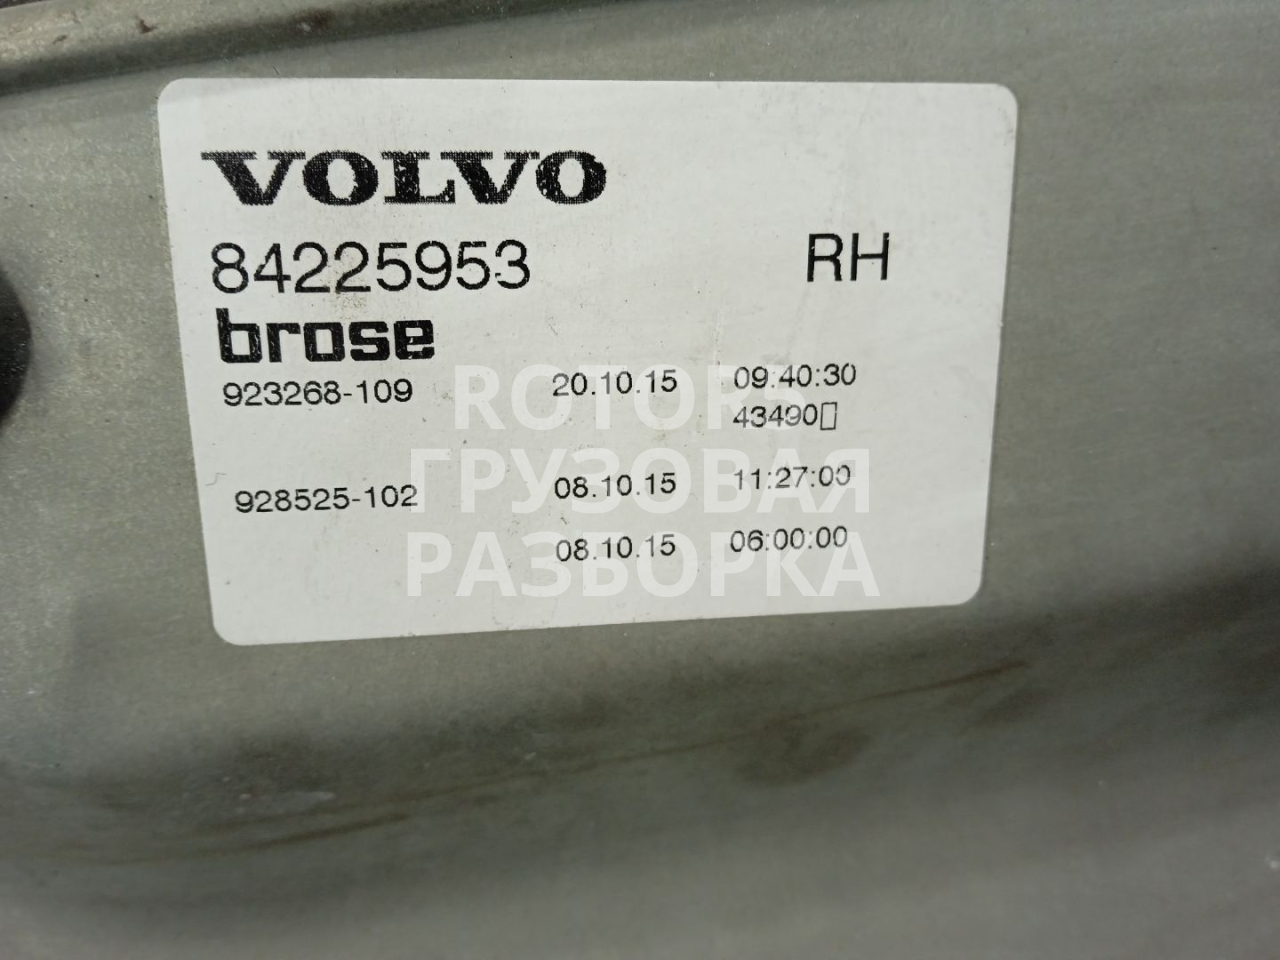 VOLVO
84225953 RH
brose
923268-109 20.10.15 09:40:30
43490
928525-102 08.10.15 11:27:00
08.10.15 06:00:00
ROTORS
ГРУЗОВАЯ
РАЗБОРКА